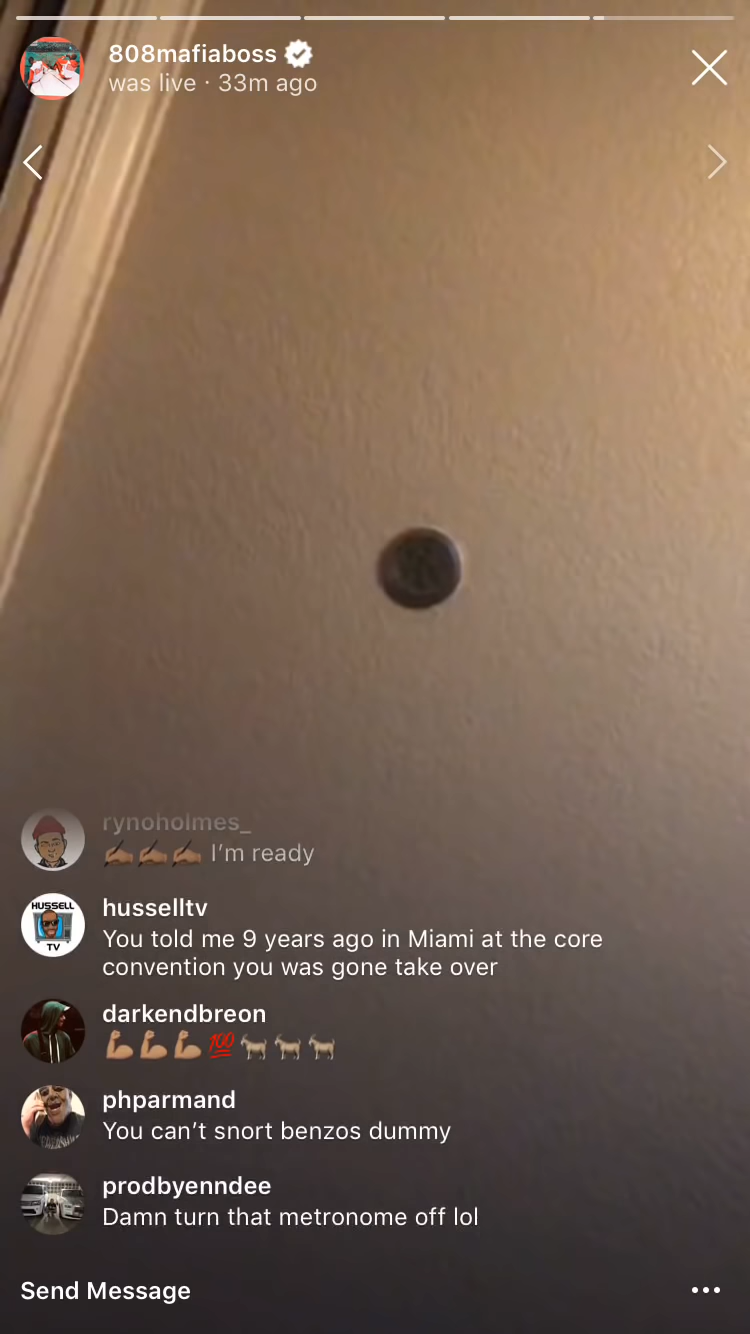 808mafiaboss
was live · 33m ago
rynoholmes_
✍🏽✍🏽✍🏽 I'm ready
HUSSELL
TV
husselltv
You told me 9 years ago in Miami at the core
convention you was gone take over
darkendbreon
💪🏽💪🏽💪🏽💯🐐🐐🐐
phparmand
You can't snort benzos dummy
prodbyenndee
Damn turn that metronome off lol
Send Message